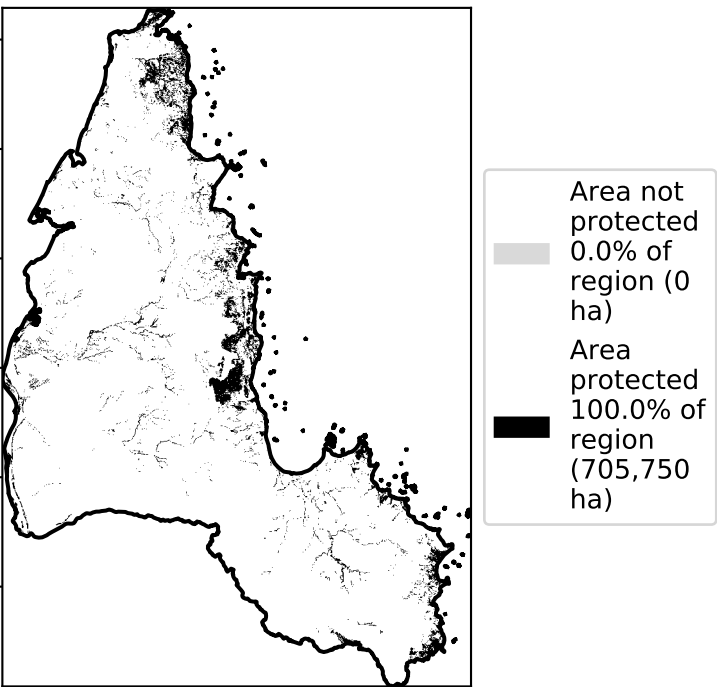 Area not
protected
0.0% of
region (0
ha)
Area
protected
100.0% of
region
(705,750
ha)